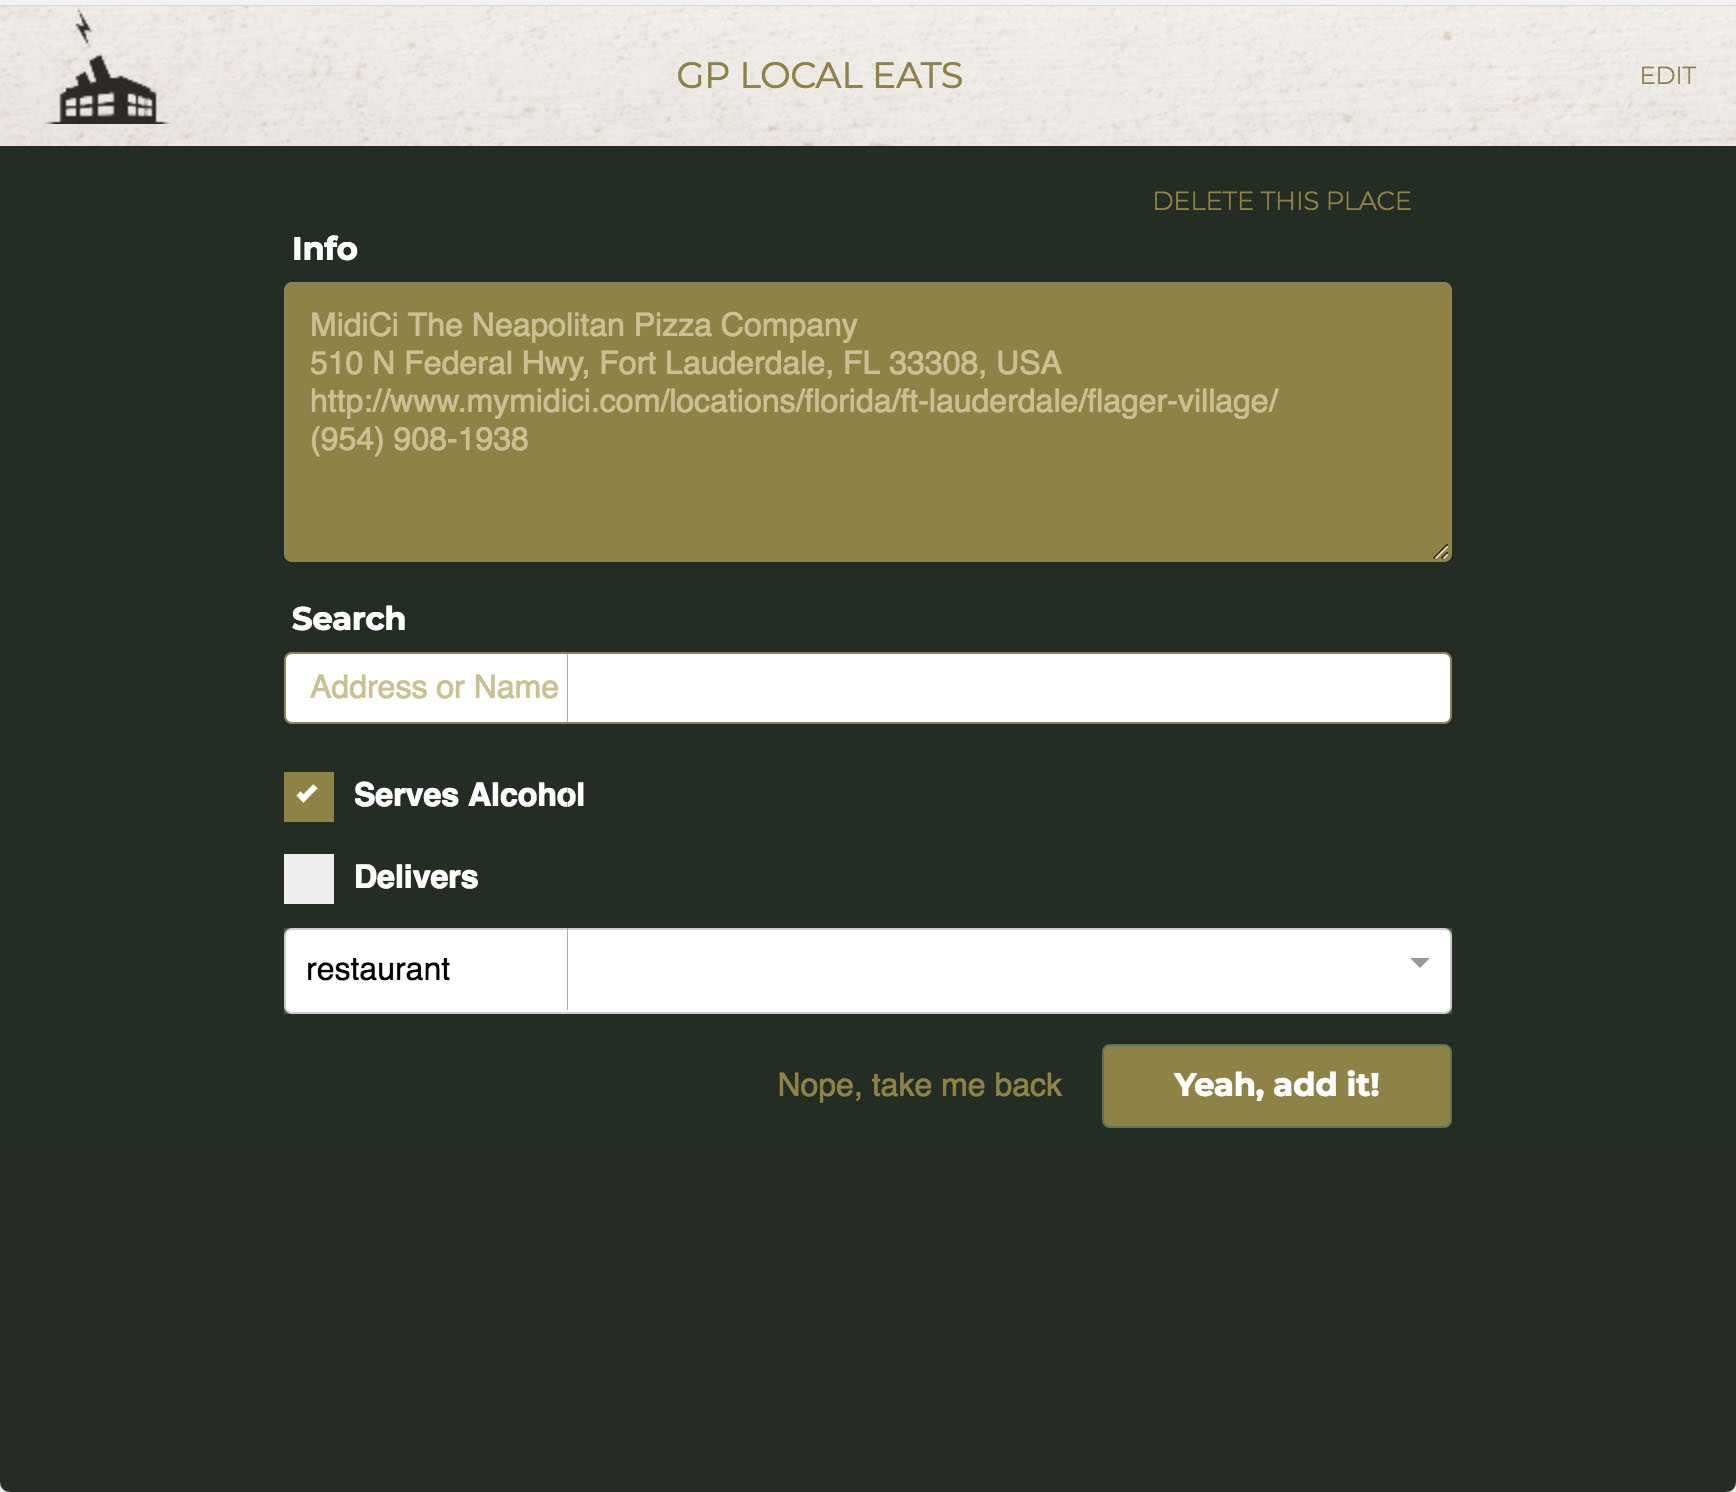 GP LOCAL EATS
EDIT
DELETE THIS PLACE
Info
MidiCi The Neapolitan Pizza Company
510 N Federal Hwy, Fort Lauderdale, FL 33308, USA
http://www.mymidici.com/locations/florida/ft-lauderdale/flager-village/
(954) 908-1938
Search
Address or Name
Serves Alcohol
Delivers
restaurant
Nope, take me back
Yeah, add it!